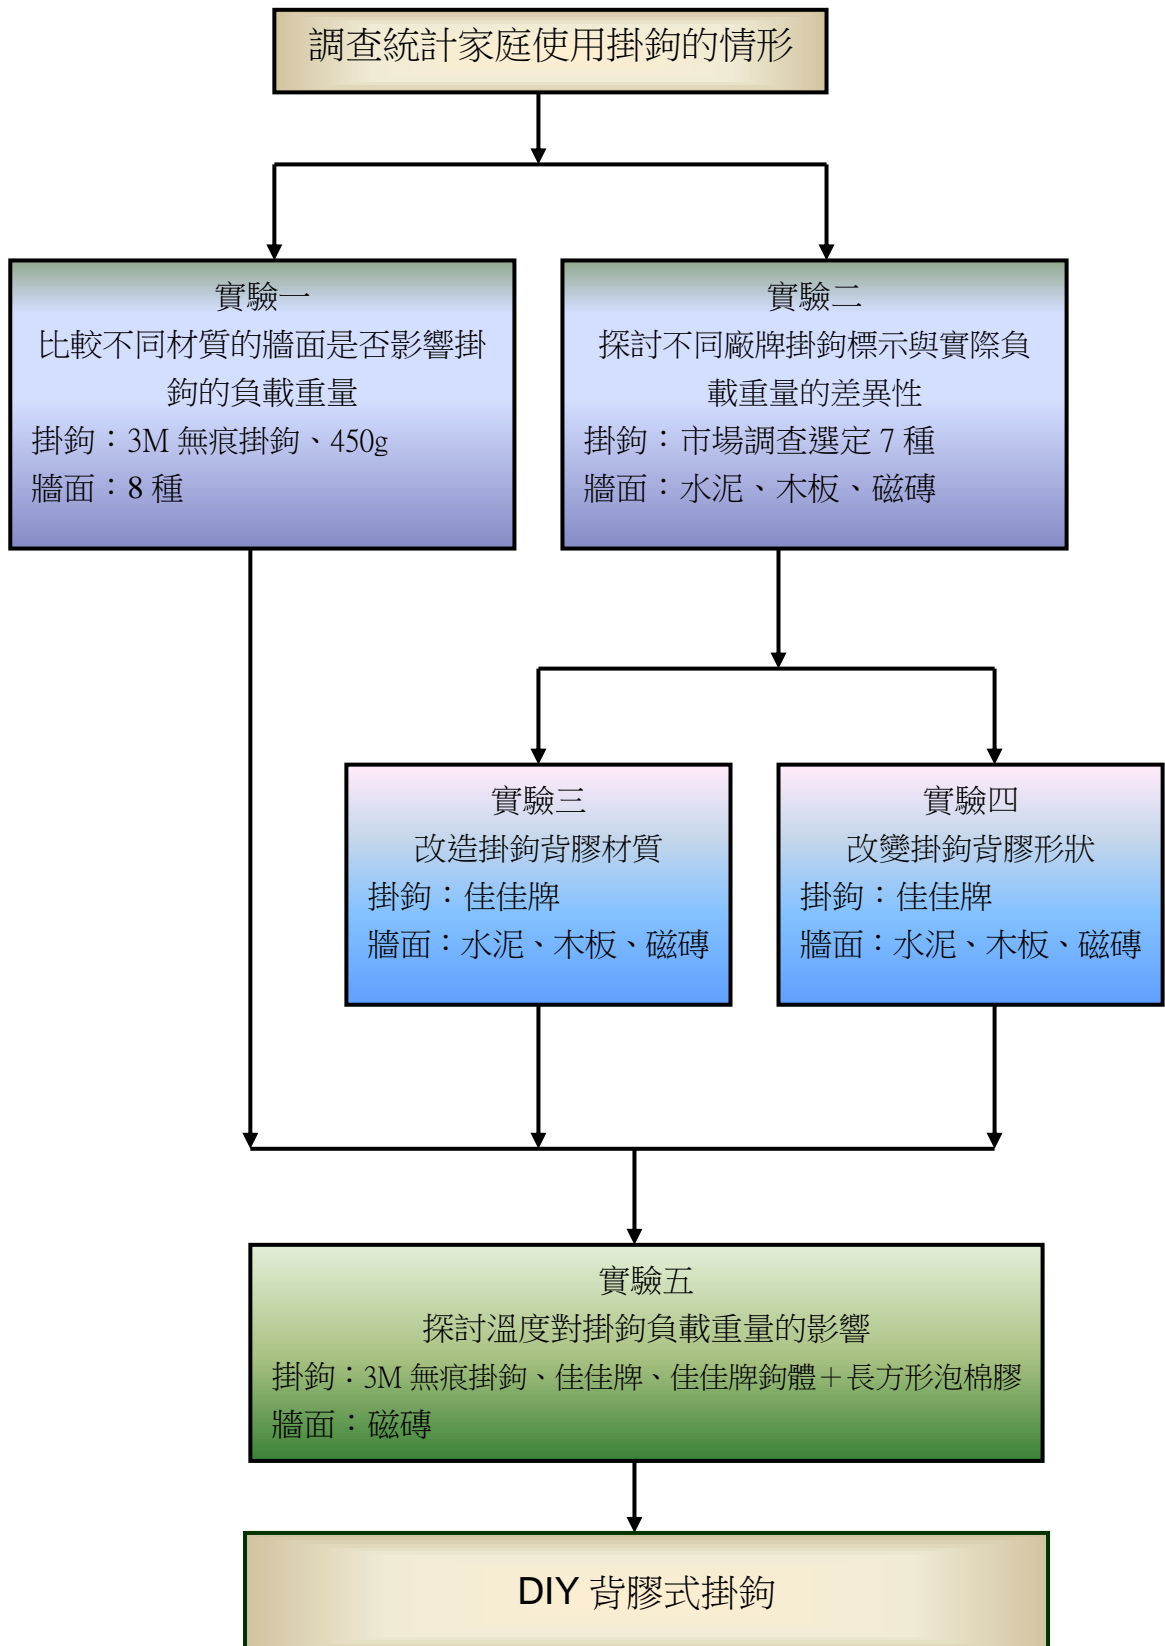 調查統計家庭使用掛鉤的情形
實驗一
比較不同材質的牆面是否影響掛
鉤的負載重量
掛鉤：3M 無痕掛鉤、450g
牆面：8 種
實驗二
探討不同廠牌掛鉤標示與實際負
載重量的差異性
掛鉤：市場調查選定 7 種
牆面：水泥、木板、磁磚
實驗三
改造掛鉤背膠材質
掛鉤：佳佳牌
牆面：水泥、木板、磁磚
實驗四
改變掛鉤背膠形狀
掛鉤：佳佳牌
牆面：水泥、木板、磁磚
實驗五
探討溫度對掛鉤負載重量的影響
掛鉤：3M 無痕掛鉤、佳佳牌、佳佳牌鉤體＋長方形泡棉膠
牆面：磁磚
DIY 背膠式掛鉤